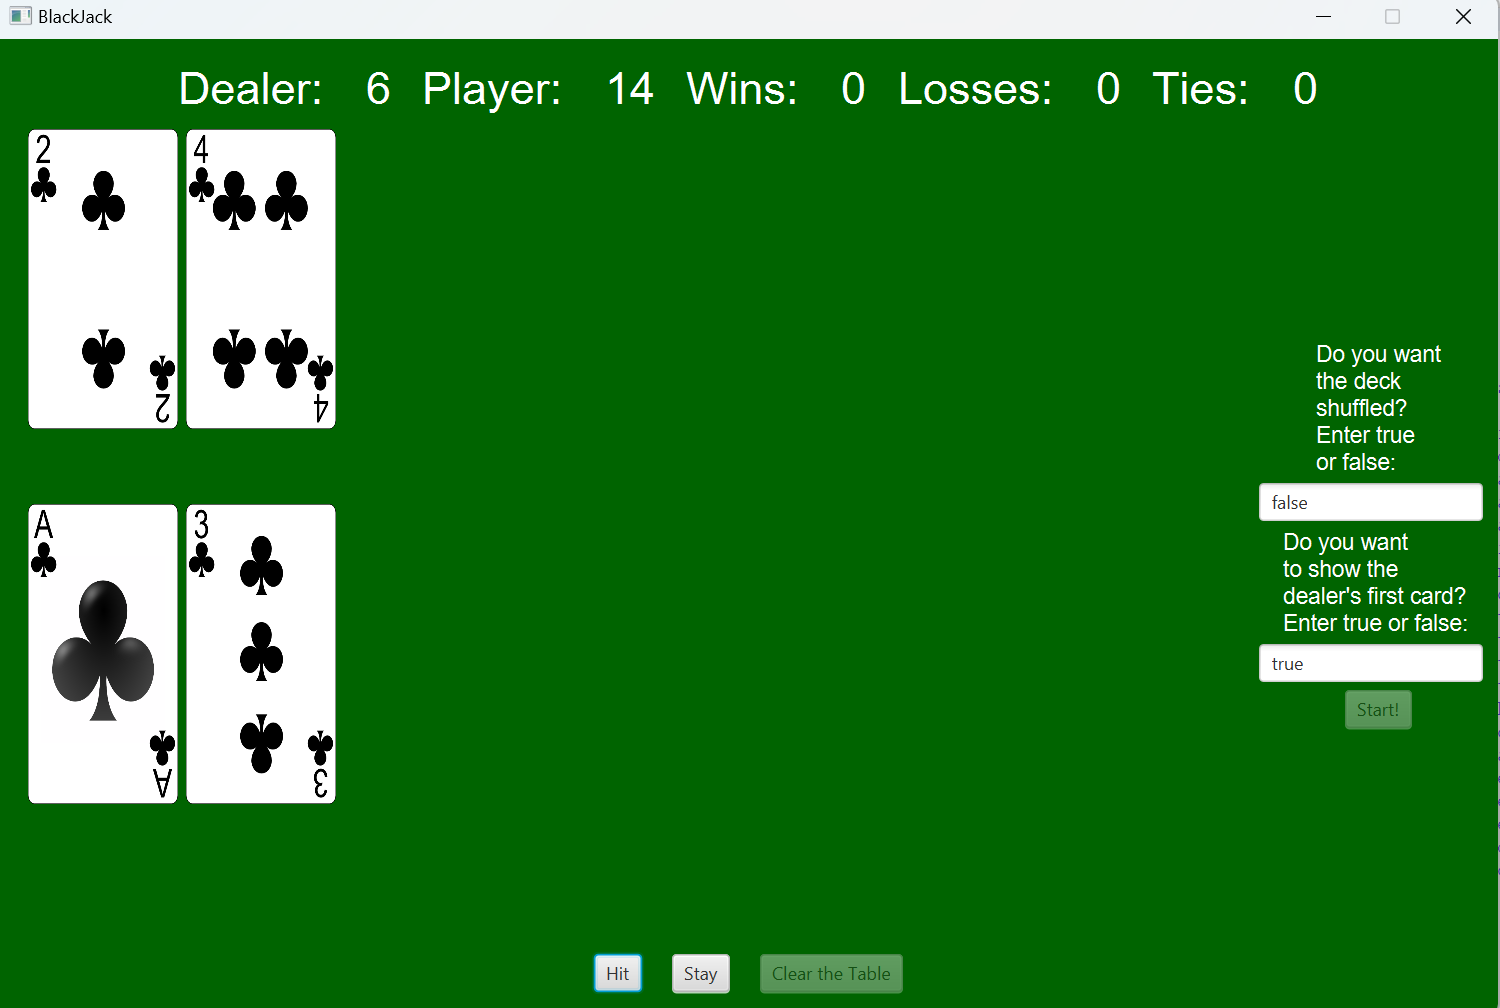 BlackJack
Dealer: 6 Player: 14 Wins: 0 Losses: 0 Ties: 0
2 4
2 4
A 3
A 3
Do you want
the deck
shuffled?
Enter true
or false:
false
Do you want
to show the
dealer's first card?
Enter true or false:
true
Start!
Hit Stay Clear the Table